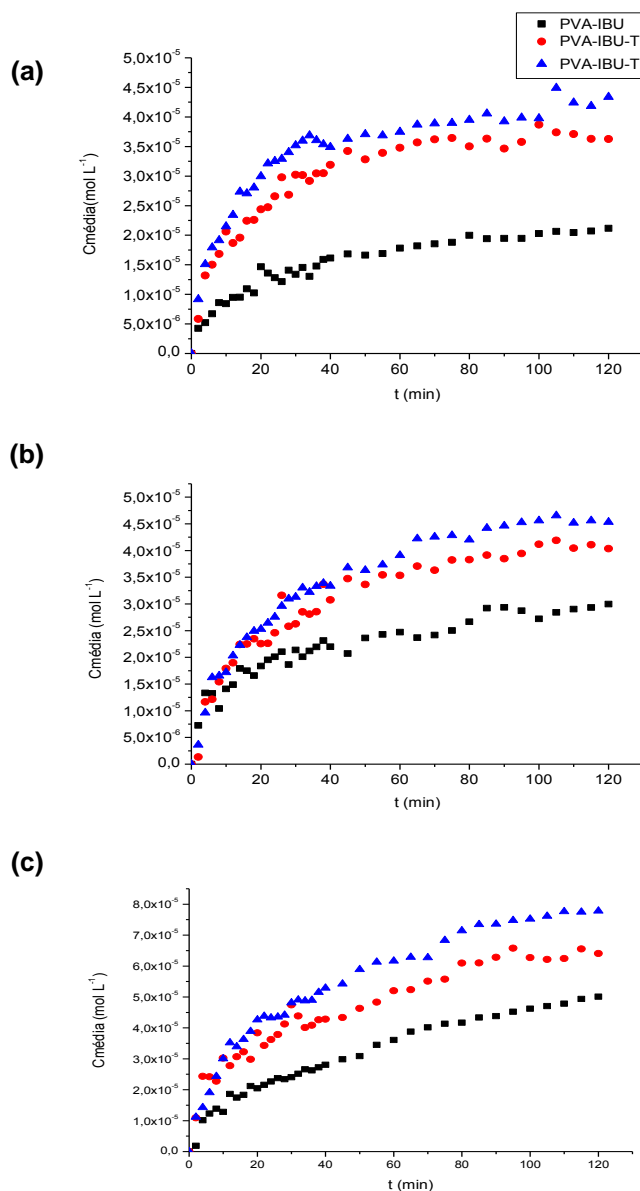 PVA-IBU
PVA-IBU-T
PVA-IBU-T
(a)
5,0x10⁻⁵
4,5x10⁻⁵
4,0x10⁻⁵
3,5x10⁻⁵
3,0x10⁻⁵
2,5x10⁻⁵
2,0x10⁻⁵
1,5x10⁻⁵
1,0x10⁻⁵
5,0x10⁻⁶
0,0
Cmédia(mol L⁻¹)
0 20 40 60 80 100 120
t (min)
(b)
5,0x10⁻⁵
4,5x10⁻⁵
4,0x10⁻⁵
3,5x10⁻⁵
3,0x10⁻⁵
2,5x10⁻⁵
2,0x10⁻⁵
1,5x10⁻⁵
1,0x10⁻⁵
5,0x10⁻⁶
0,0
Cmédia (mol L⁻¹)
0 20 40 60 80 100 120
t (min)
(c)
8,0x10⁻⁵
7,0x10⁻⁵
6,0x10⁻⁵
5,0x10⁻⁵
4,0x10⁻⁵
3,0x10⁻⁵
2,0x10⁻⁵
1,0x10⁻⁵
0,0
Cmédia (mol L⁻¹)
0 20 40 60 80 100 120
t (min)